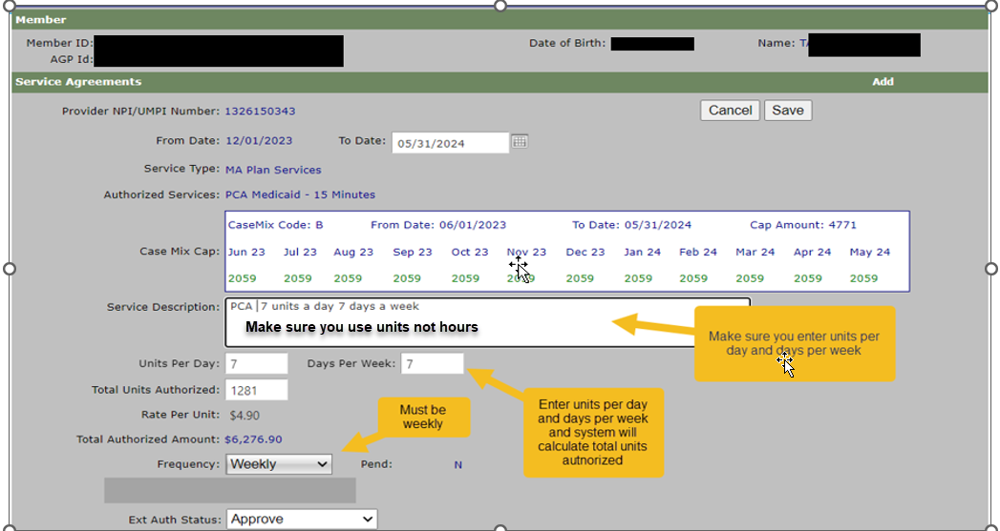 Member
Member ID:
Date of Birth:
Name: T
AGP Id:
Service Agreements
Add
Provider NPI/UMPI Number: 1326150343
Cancel
Save
From Date: 12/01/2023
To Date: 05/31/2024
Service Type: MA Plan Services
Authorized Services: PCA Medicaid - 15 Minutes
CaseMix Code: B
From Date: 06/01/2023
To Date: 05/31/2024
Cap Amount: 4771
Case Mix Cap:
Jun 23 Jul 23 Aug 23 Sep 23 Oct 23 Nov 23 Dec 23 Jan 24 Feb 24 Mar 24 Apr 24 May 24
2059 2059 2059 2059 2059 2059 2059 2059 2059 2059 2059 2059
Service Description: PCA 7 units a day 7 days a week
Make sure you use units not hours
Make sure you enter units per
day and days per week
Units Per Day: 7
Days Per Week: 7
Total Units Authorized: 1281
Rate Per Unit: $4.90
Total Authorized Amount: $6,276.90
Must be
weekly
Enter units per day
and days per week
and system will
calculate total units
autnorized
Frequency: Weekly
Pend: N
Ext Auth Status: Approve